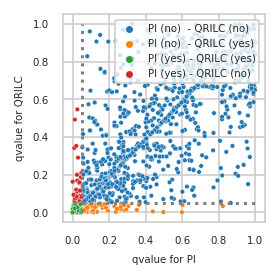 PI (no) - QRILC (no)
PI (no) - QRILC (yes)
PI (yes) - QRILC (yes)
PI (yes) - QRILC (no)
1.0
0.8
0.6
0.4
0.2
0.0
qvalue for QRILC
0.0 0.2 0.4 0.6 0.8 1.0
qvalue for PI